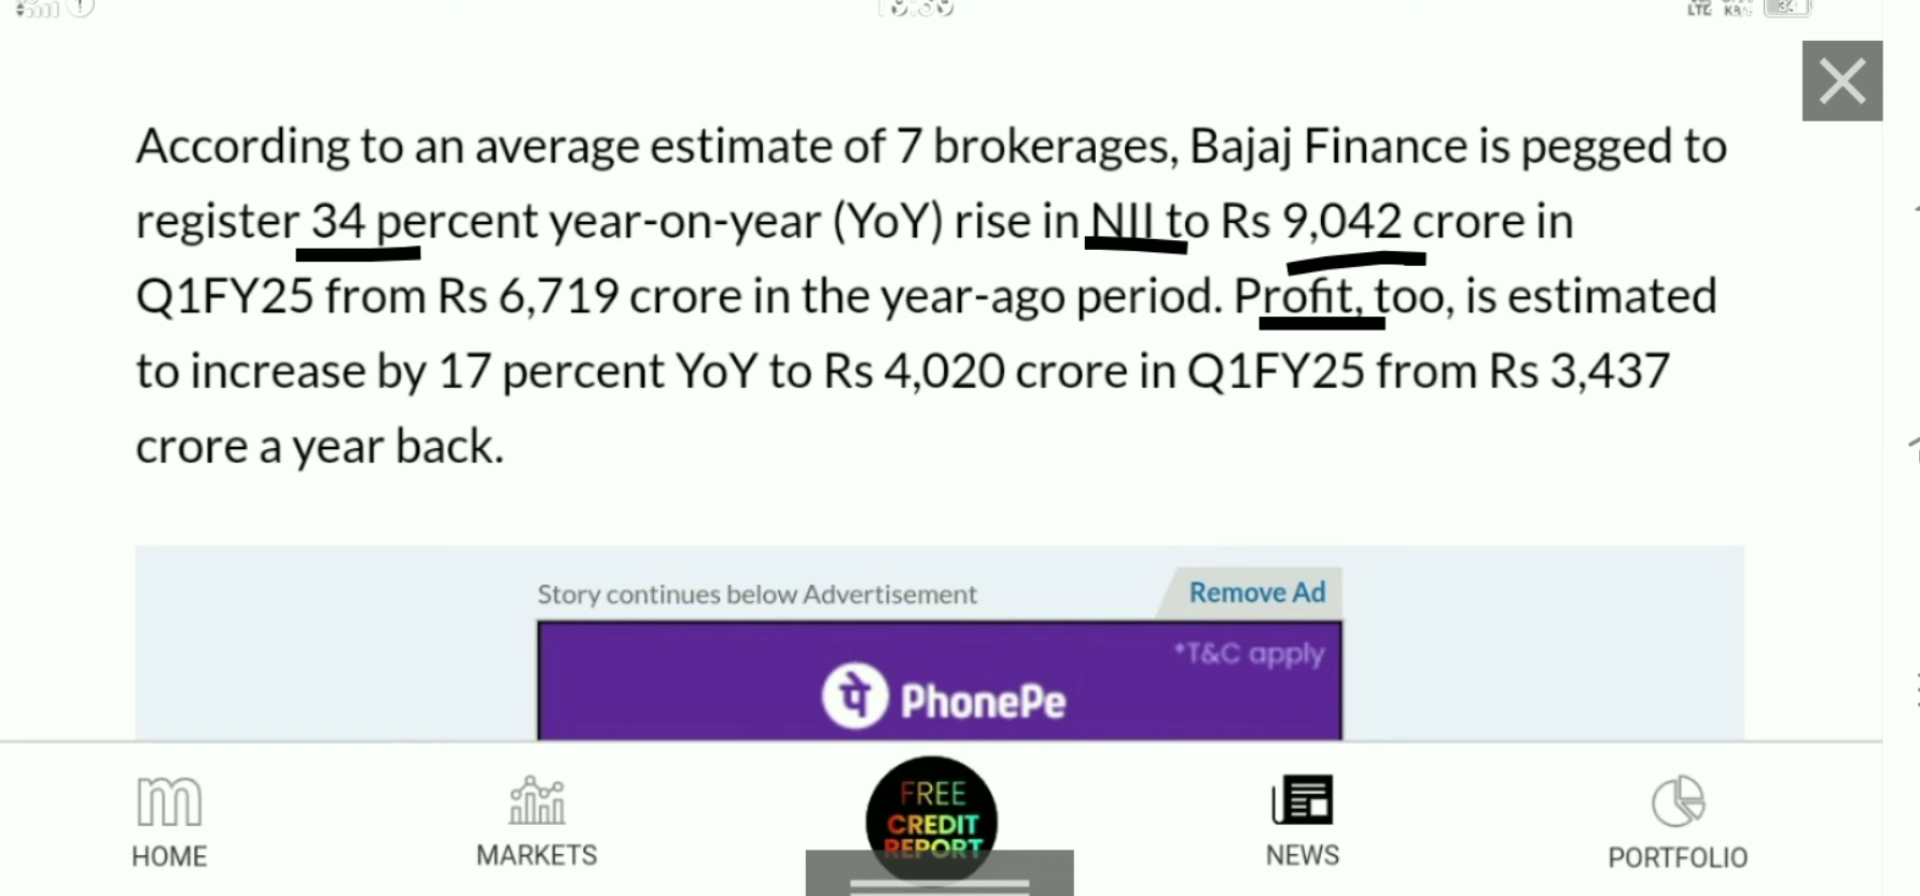 According to an average estimate of 7 brokerages, Bajaj Finance is pegged to
register 34 percent year-on-year (YoY) rise in NII to Rs 9,042 crore in
Q1FY25 from Rs 6,719 crore in the year-ago period. Profit, too, is estimated
to increase by 17 percent YoY to Rs 4,020 crore in Q1FY25 from Rs 3,437
crore a year back.
Story continues below Advertisement
Remove Ad
*T&C apply
पे PhonePe
FREE
CREDIT
REPORT
HOME
MARKETS
NEWS
PORTFOLIO